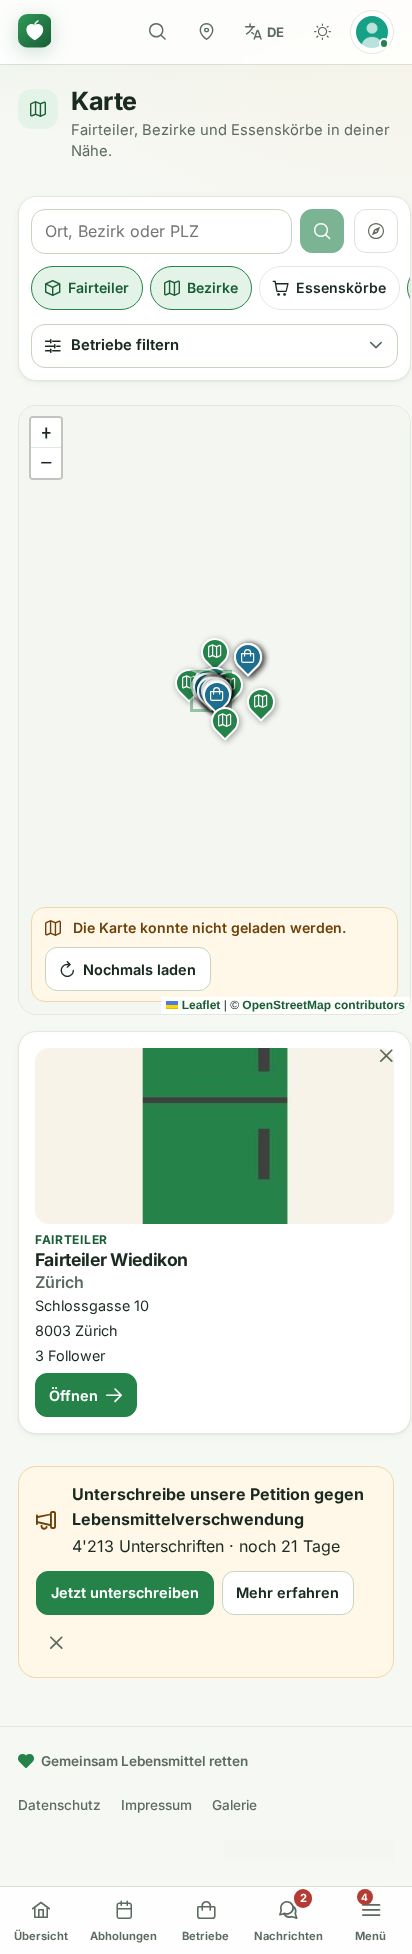 DE
Karte
Fairteiler, Bezirke und Essenskörbe in deiner
Nähe.
Ort, Bezirk oder PLZ
Fairteiler
Bezirke
Essenskörbe
Betriebe filtern
+
−
Die Karte konnte nicht geladen werden.
Nochmals laden
Leaflet | © OpenStreetMap contributors
FAIRTEILER
Fairteiler Wiedikon
Zürich
Schlossgasse 10
8003 Zürich
3 Follower
Öffnen
Unterschreibe unsere Petition gegen
Lebensmittelverschwendung
4'213 Unterschriften · noch 21 Tage
Jetzt unterschreiben
Mehr erfahren
Gemeinsam Lebensmittel retten
Datenschutz Impressum Galerie
2 4
Übersicht Abholungen Betriebe Nachrichten Menü